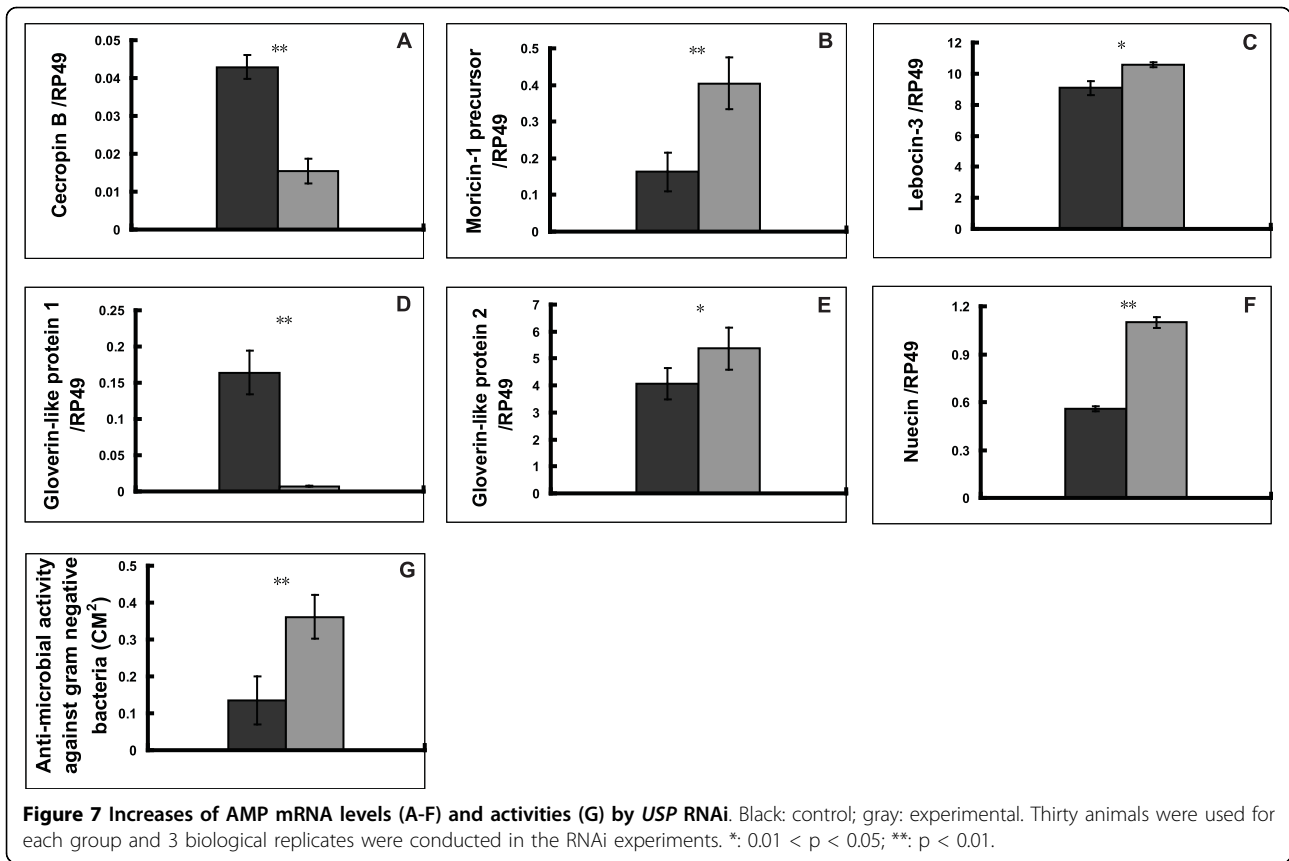 A
**
Cecropin B /RP49
0.05
0.04
0.03
0.02
0.01
0
B
**
Moricin-1 precursor
/RP49
0.5
0.4
0.3
0.2
0.1
0
C
*
Lebocin-3 /RP49
12
10
8
6
4
2
0
D
**
Gloverin-like protein 1
/RP49
0.25
0.2
0.15
0.1
0.05
0
E
*
Gloverin-like protein 2
/RP49
7
6
5
4
3
2
1
0
F
**
Nuecin /RP49
1.2
0.9
0.6
0.3
0
G
**
Anti-microbial activity
against gram negative
bacteria (CM²)
0.5
0.4
0.3
0.2
0.1
0
Figure 7 Increases of AMP mRNA levels (A-F) and activities (G) by USP RNAi. Black: control; gray: experimental. Thirty animals were used for
each group and 3 biological replicates were conducted in the RNAi experiments. *: 0.01 < p < 0.05; **: p < 0.01.